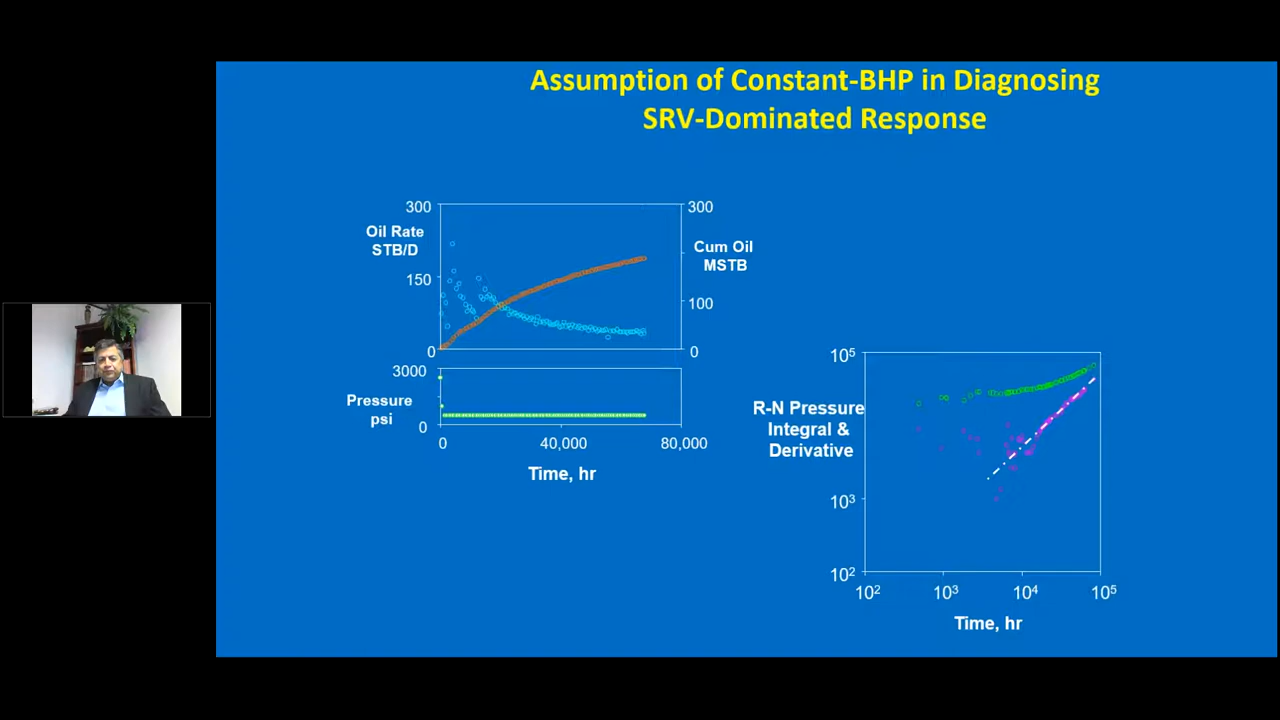 Assumption of Constant-BHP in Diagnosing
SRV-Dominated Response
300
300
Oil Rate
STB/D
Cum Oil
MSTB
150
100
0
0
3000
Pressure
psi
0
0
40,000
80,000
Time, hr
10⁵
R-N Pressure
Integral &
Derivative
10³
10²
10²
10³
10⁴
10⁵
Time, hr